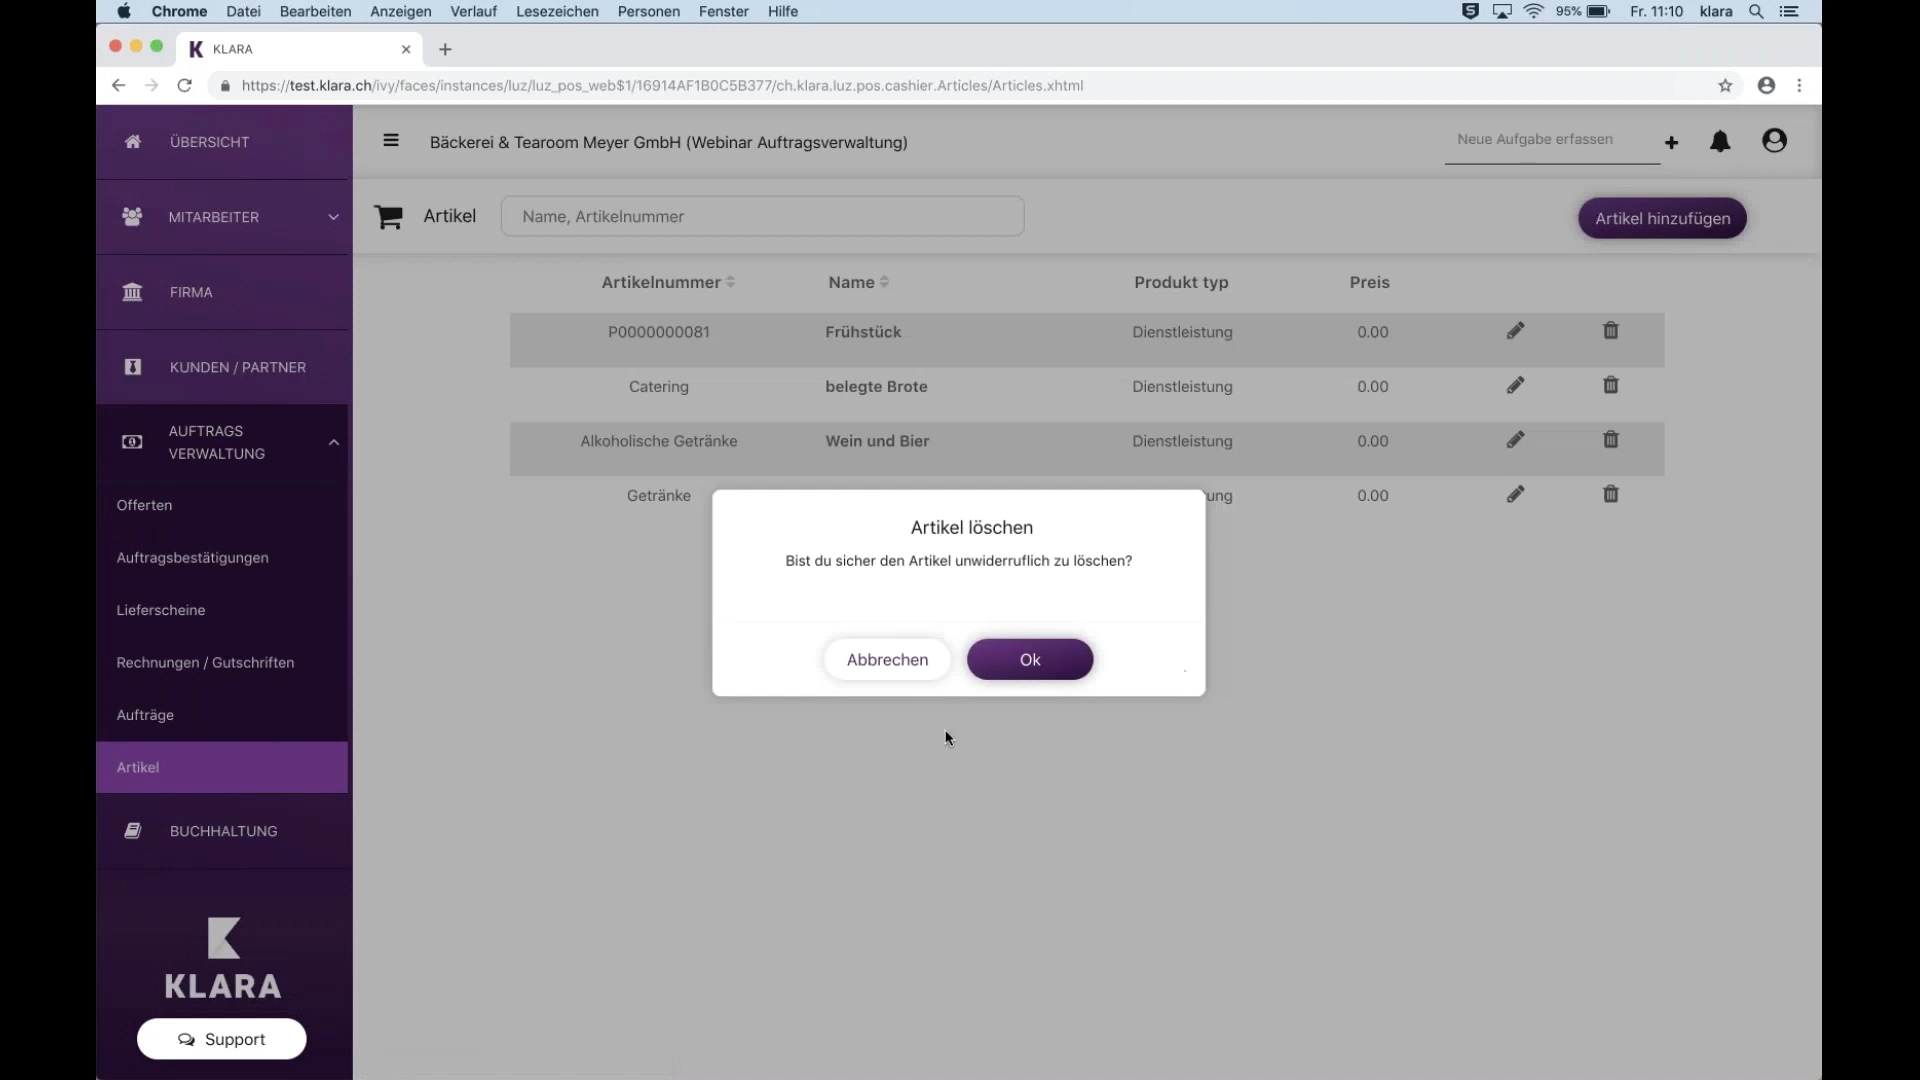 Chrome Datei Bearbeiten Anzeigen Verlauf Lesezeichen Personen Fenster Hilfe 95% Fr. 11:10 klara
KLARA
https://test.klara.ch/ivy/faces/instances/luz/luz_pos_web$1/16914AF1B0C5B377/ch.klara.luz.pos.cashier.Articles/Articles.xhtml
ÜBERSICHT
MITARBEITER
FIRMA
KUNDEN / PARTNER
AUFTRAGS
VERWALTUNG
Offerten
Auftragsbestätigungen
Lieferscheine
Rechnungen / Gutschriften
Aufträge
Artikel
BUCHHALTUNG
KLARA
Support
Bäckerei & Tearoom Meyer GmbH (Webinar Auftragsverwaltung)
Neue Aufgabe erfassen
Artikel
Name, Artikelnummer
Artikel hinzufügen
Artikelnummer Name Produkt typ Preis
P0000000081 Frühstück Dienstleistung 0.00
Catering belegte Brote Dienstleistung 0.00
Alkoholische Getränke Wein und Bier Dienstleistung 0.00
Getränke ung 0.00
Artikel löschen
Bist du sicher den Artikel unwiderruflich zu löschen?
Abbrechen Ok